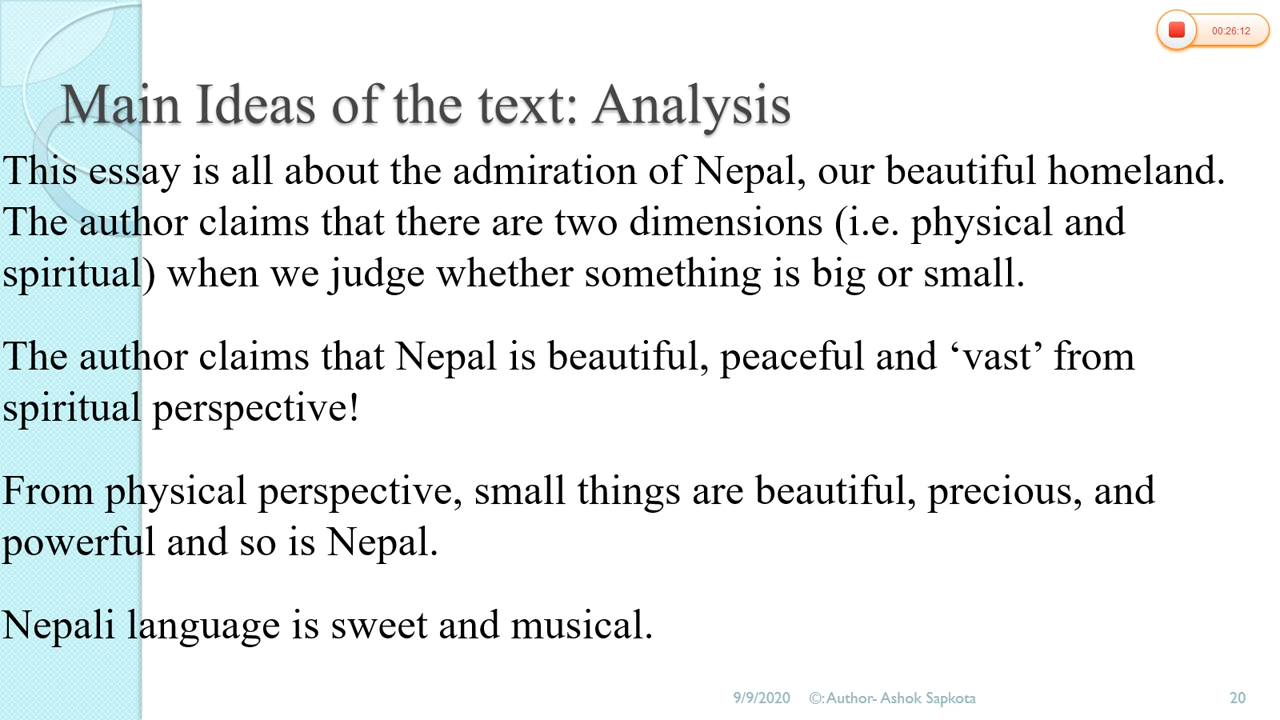 00:26:12
Main Ideas of the text: Analysis
This essay is all about the admiration of Nepal, our beautiful homeland.
The author claims that there are two dimensions (i.e. physical and
spiritual) when we judge whether something is big or small.
The author claims that Nepal is beautiful, peaceful and ‘vast’ from
spiritual perspective!
From physical perspective, small things are beautiful, precious, and
powerful and so is Nepal.
Nepali language is sweet and musical.
9/9/2020 ©:Author- Ashok Sapkota 20